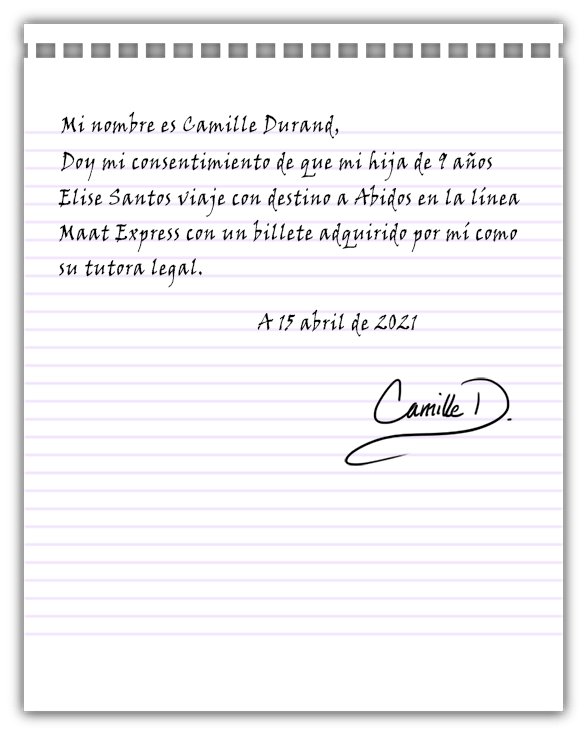 Mi nombre es Camille Durand,
Doy mi consentimiento de que mi hija de 9 años
Elise Santos viaje con destino a Abidos en la línea
Maat Express con un billete adquirido por mí como
su tutora legal.
A 15 abril de 2021
Camille D.